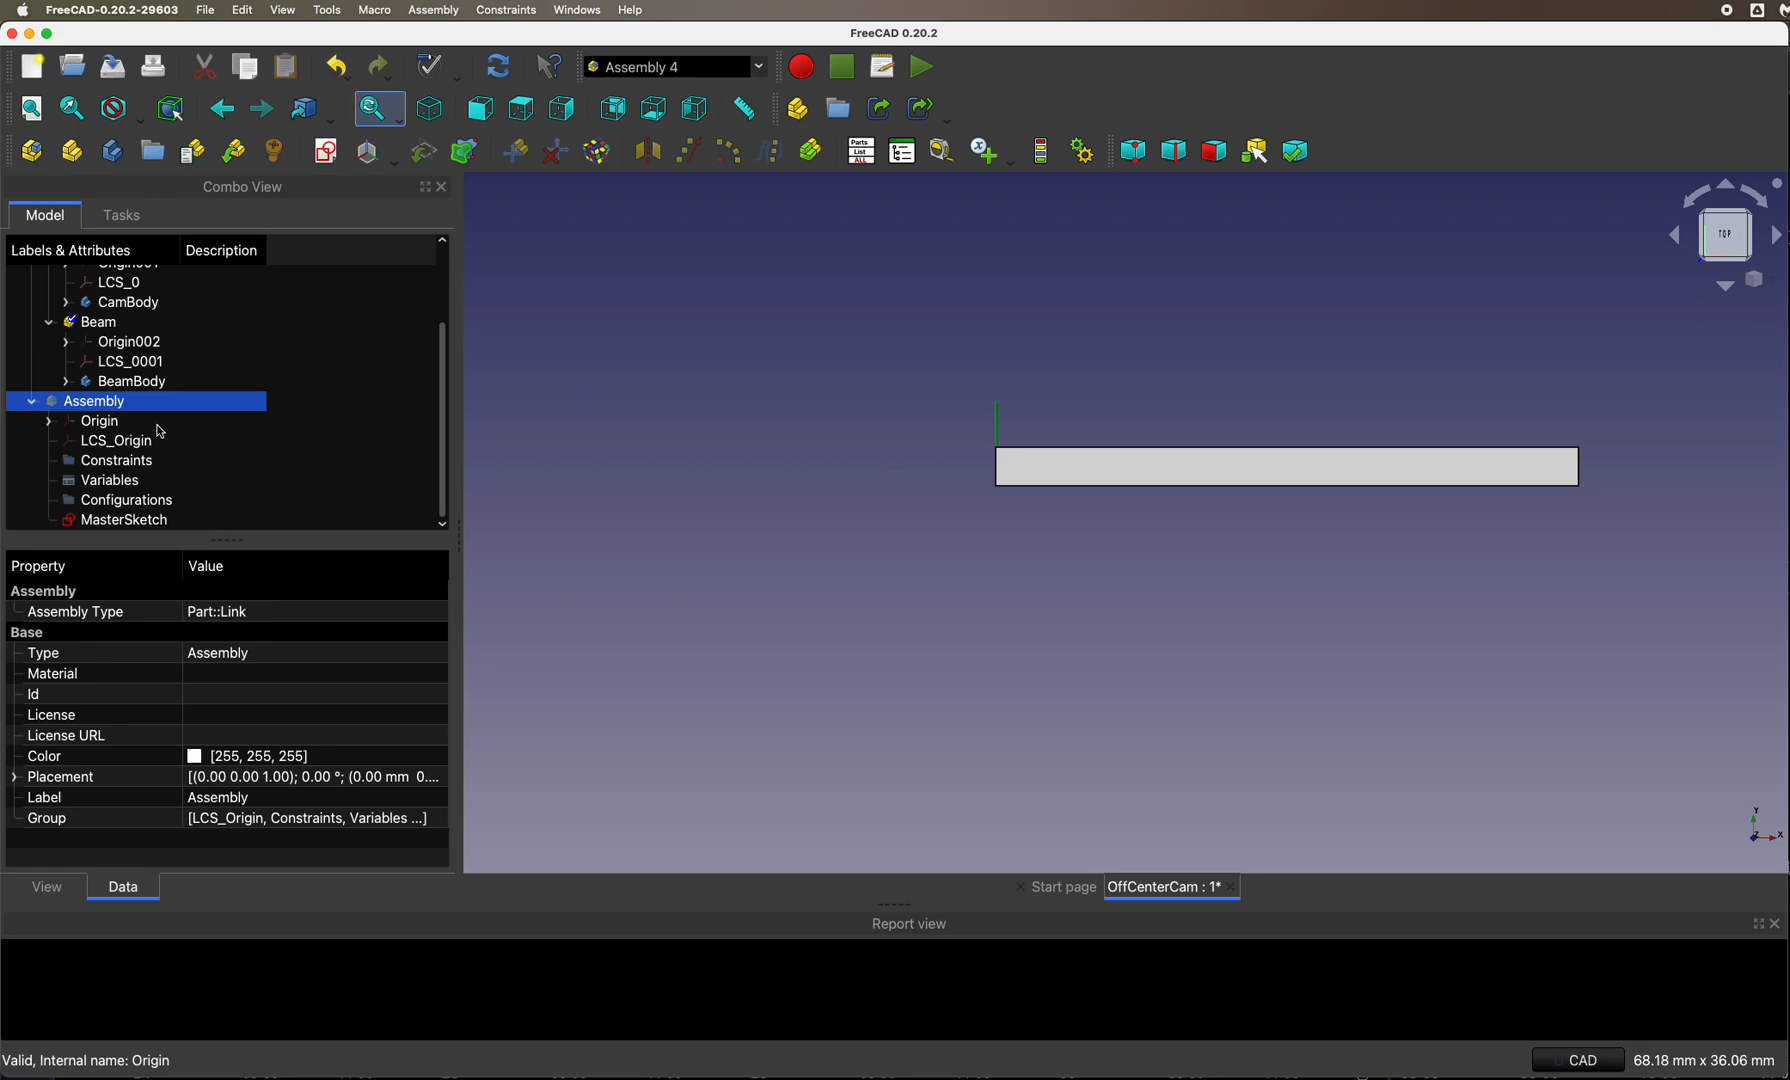 FreeCAD-0.20.2-29603 File Edit View Tools Macro Assembly Constraints Windows Help
FreeCAD 0.20.2
Assembly 4
Parts List ALL
Combo View
Model Tasks
Labels & Attributes Description
Origin001
LCS_0
CamBody
Beam
Origin002
LCS_0001
BeamBody
Assembly
Origin
LCS_Origin
Constraints
Variables
Configurations
MasterSketch
TOP
Property Value
Assembly
Assembly Type Part::Link
Base
Type Assembly
Material
Id
License
License URL
Color [255, 255, 255]
Placement [(0.00 0.00 1.00); 0.00 °; (0.00 mm 0....
Label Assembly
Group [LCS_Origin, Constraints, Variables ...]
Y
Z X
View Data
Start page OffCenterCam : 1*
Report view
Valid, Internal name: Origin
CAD 68.18 mm x 36.06 mm